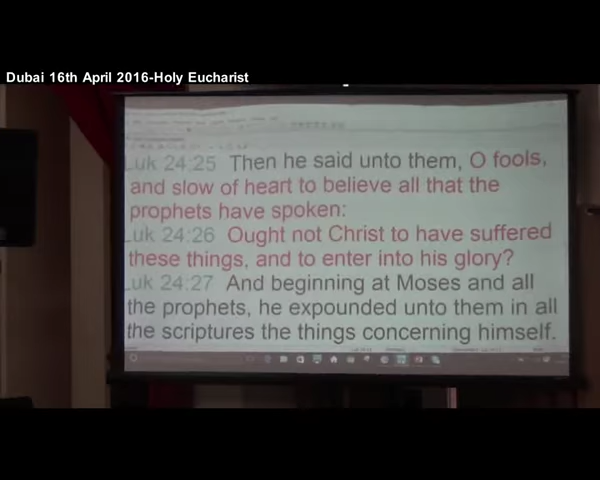 Dubai 16th April 2016-Holy Eucharist
Luk 24:25 Then he said unto them, O fools,
and slow of heart to believe all that the
prophets have spoken:
Luk 24:26 Ought not Christ to have suffered
these things, and to enter into his glory?
Luk 24:27 And beginning at Moses and all
the prophets, he expounded unto them in all
the scriptures the things concerning himself.